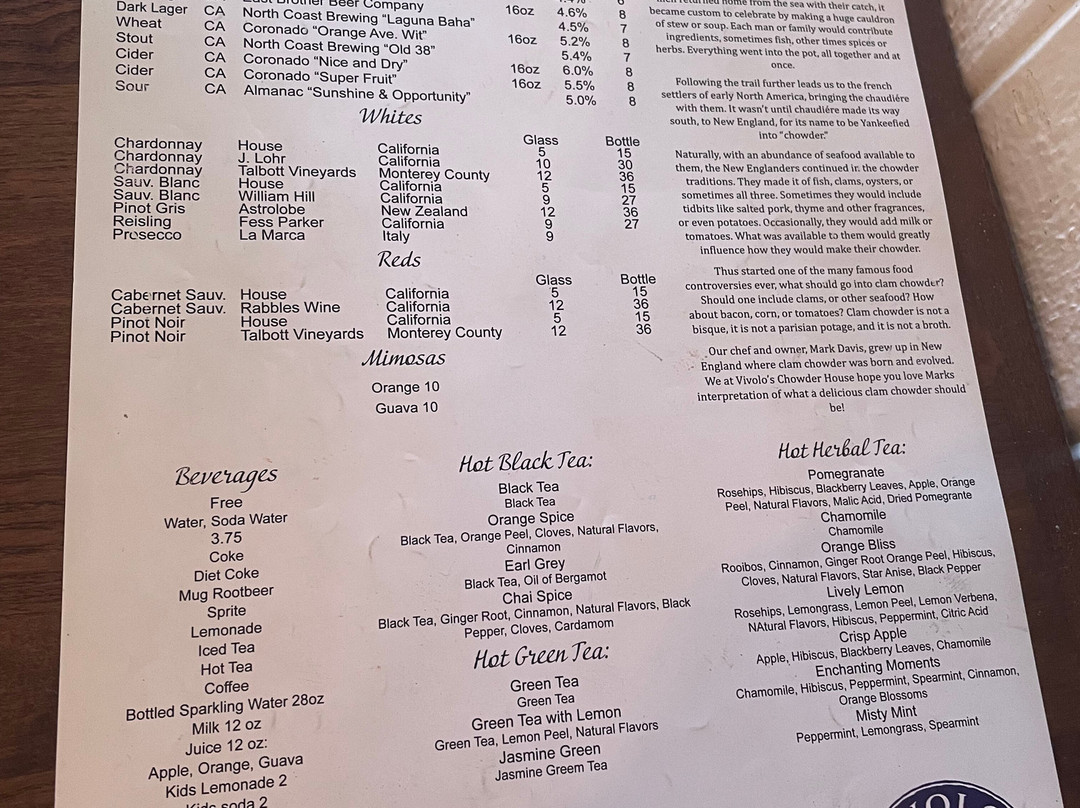 East Brother Beer Company
Dark Lager CA North Coast Brewing "Laguna Baha" 16oz 4.6% 8
Wheat CA Coronado "Orange Ave. Wit" 4.5% 7
Stout CA North Coast Brewing "Old 38" 16oz 5.2% 8
Cider CA Coronado "Nice and Dry" 5.4% 7
Cider CA Coronado "Super Fruit" 16oz 6.0% 8
Sour CA Almanac "Sunshine & Opportunity" 16oz 5.5% 8
5.0% 8
Whites
Glass Bottle
Chardonnay House California 5 15
Chardonnay J. Lohr California 10 30
Chardonnay Talbott Vineyards Monterey County 12 36
Sauv. Blanc House California 5 15
Sauv. Blanc William Hill California 9 27
Pinot Gris Astrolobe New Zealand 12 36
Reisling Fess Parker California 9 27
Prosecco La Marca Italy 9
Reds
Glass Bottle
Cabernet Sauv. House California 5 15
Cabernet Sauv. Rabbles Wine California 12 36
Pinot Noir House California 5 15
Pinot Noir Talbott Vineyards Monterey County 12 36
Mimosas
Orange 10
Guava 10
returned home from the sea with their catch, it
became custom to celebrate by making a huge cauldron
of stew or soup. Each man or family would contribute
ingredients, sometimes fish, other times spices or
herbs. Everything went into the pot, all together and at
once.
Following the trail further leads us to the french
settlers of early North America, bringing the chaudiére
with them. It wasn't until chaudiére made its way
south, to New England, for its name to be Yankeefied
into "chowder."
Naturally, with an abundance of seafood available to
them, the New Englanders continued in the chowder
traditions. They made it of fish, clams, oysters, or
sometimes all three. Sometimes they would include
tidbits like salted pork, thyme and other fragrances,
or even potatoes. Occasionally, they would add milk or
tomatoes. What was available to them would greatly
influence how they would make their chowder.
Thus started one of the many famous food
controversies ever, what should go into clam chowder?
Should one include clams, or other seafood? How
about bacon, corn, or tomatoes? Clam chowder is not a
bisque, it is not a parisian potage, and it is not a broth.
Our chef and owner, Mark Davis, grew up in New
England where clam chowder was born and evolved.
We at Vivolo's Chowder House hope you love Marks
interpretation of what a delicious clam chowder should
be!
Beverages
Free
Water, Soda Water
3.75
Coke
Diet Coke
Mug Rootbeer
Sprite
Lemonade
Iced Tea
Hot Tea
Coffee
Bottled Sparkling Water 28oz
Milk 12 oz
Juice 12 oz:
Apple, Orange, Guava
Kids Lemonade 2
Kids soda 2
Hot Black Tea:
Black Tea
Black Tea
Orange Spice
Black Tea, Orange Peel, Cloves, Natural Flavors,
Cinnamon
Earl Grey
Black Tea, Oil of Bergamot
Chai Spice
Black Tea, Ginger Root, Cinnamon, Natural Flavors, Black
Pepper, Cloves, Cardamom
Hot Green Tea:
Green Tea
Green Tea
Green Tea with Lemon
Green Tea, Lemon Peel, Natural Flavors
Jasmine Green
Jasmine Greem Tea
Hot Herbal Tea:
Pomegranate
Rosehips, Hibiscus, Blackberry Leaves, Apple, Orange
Peel, Natural Flavors, Malic Acid, Dried Pomegrante
Chamomile
Chamomile
Orange Bliss
Rooibos, Cinnamon, Ginger Root Orange Peel, Hibiscus,
Cloves, Natural Flavors, Star Anise, Black Pepper
Lively Lemon
Rosehips, Lemongrass, Lemon Peel, Lemon Verbena,
NAtural Flavors, Hibiscus, Peppermint, Citric Acid
Crisp Apple
Apple, Hibiscus, Blackberry Leaves, Chamomile
Enchanting Moments
Chamomile, Hibiscus, Peppermint, Spearmint, Cinnamon,
Orange Blossoms
Misty Mint
Peppermint, Lemongrass, Spearmint